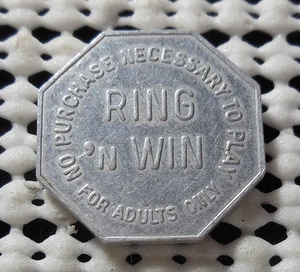 NO PURCHASE NECESSARY TO PLAY
RING
'n WIN
FOR ADULTS ONLY